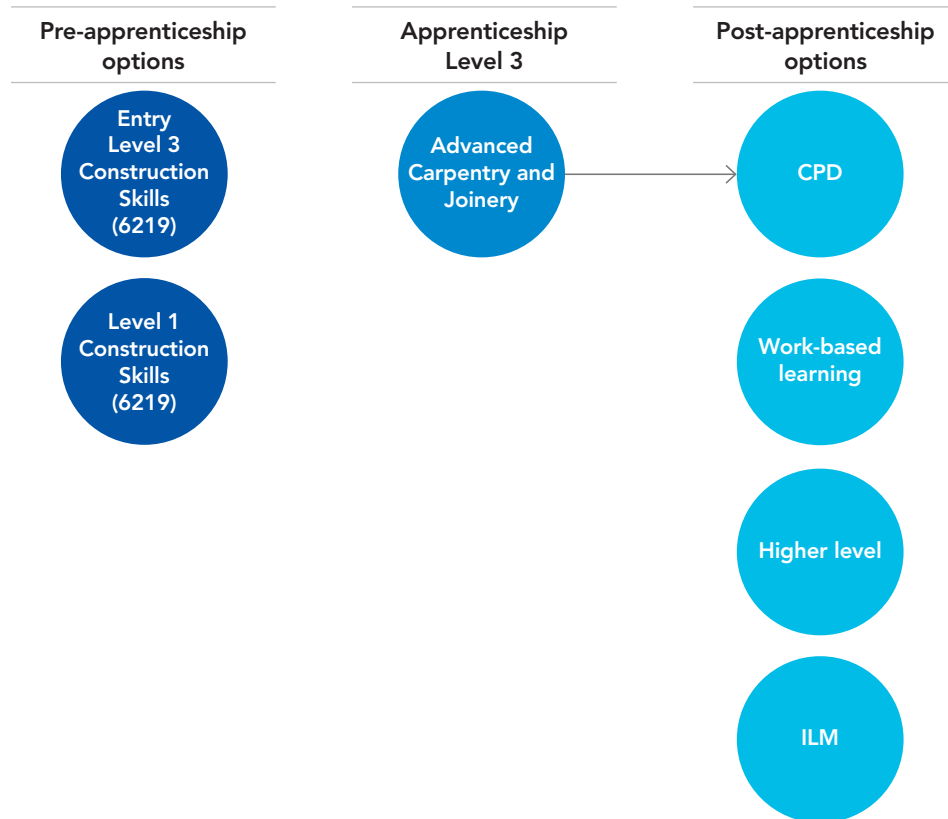 Pre-apprenticeship
options
Apprenticeship
Level 3
Post-apprenticeship
options
Entry
Level 3
Construction
Skills
(6219)
Advanced
Carpentry and
Joinery
CPD
Level 1
Construction
Skills
(6219)
Work-based
learning
Higher level
ILM